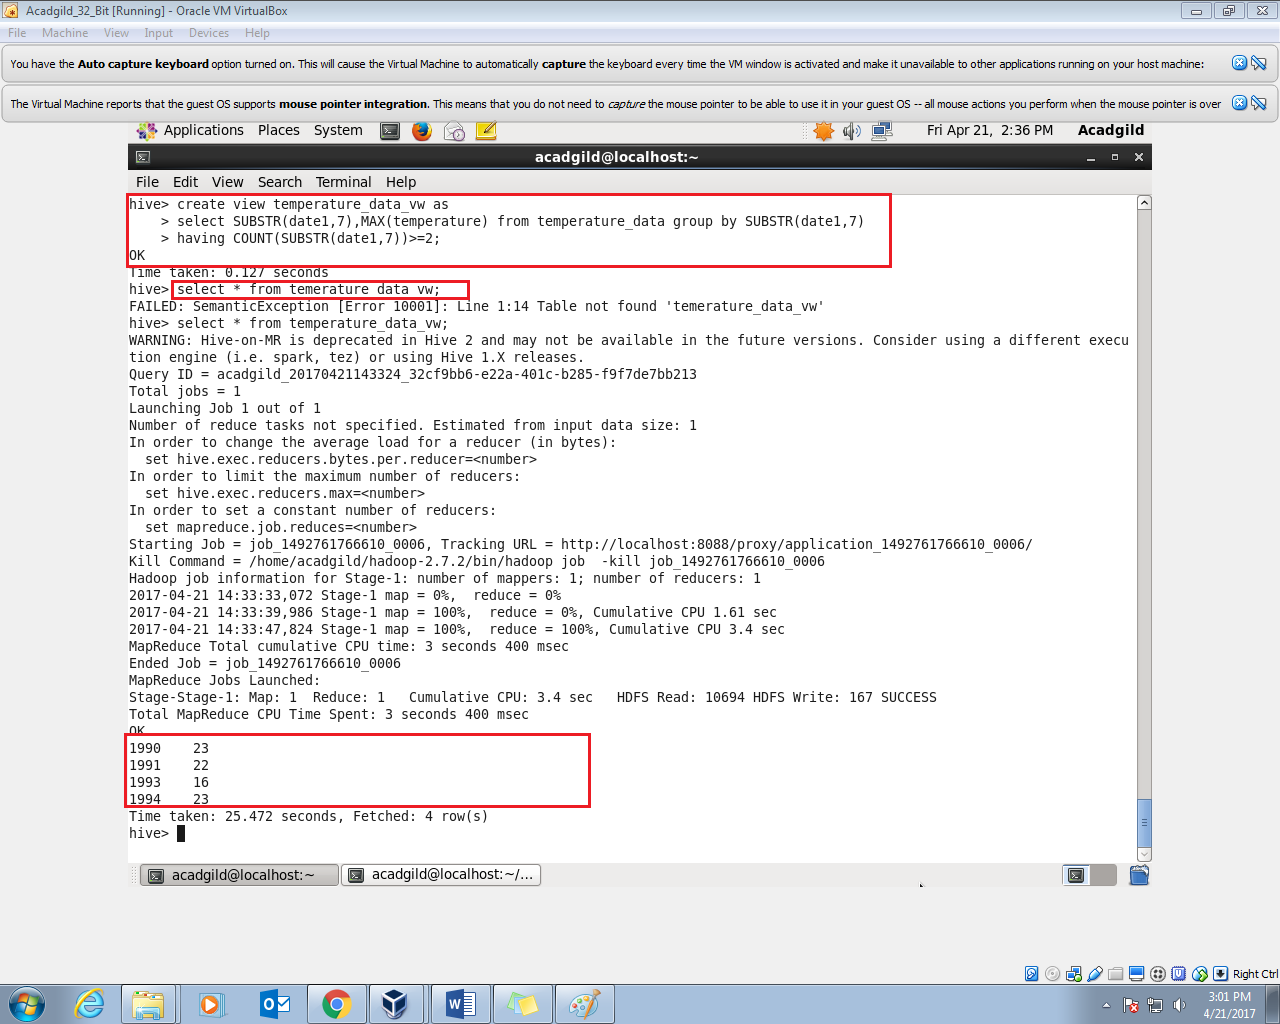 Acadgild_32_Bit [Running] - Oracle VM VirtualBox
File Machine View Input Devices Help
You have the Auto capture keyboard option turned on. This will cause the Virtual Machine to automatically capture the keyboard every time the VM window is activated and make it unavailable to other applications running on your host machine:
The Virtual Machine reports that the guest OS supports mouse pointer integration. This means that you do not need to capture the mouse pointer to be able to use it in your guest OS -- all mouse actions you perform when the mouse pointer is over
Applications Places System Fri Apr 21, 2:36 PM Acadgild
acadgild@localhost:~
File Edit View Search Terminal Help
hive> create view temperature_data_vw as
    > select SUBSTR(date1,7),MAX(temperature) from temperature_data group by SUBSTR(date1,7)
    > having COUNT(SUBSTR(date1,7))>=2;
OK
Time taken: 0.127 seconds
hive> select * from temerature_data_vw;
FAILED: SemanticException [Error 10001]: Line 1:14 Table not found 'temerature_data_vw'
hive> select * from temperature_data_vw;
WARNING: Hive-on-MR is deprecated in Hive 2 and may not be available in the future versions. Consider using a different execu
tion engine (i.e. spark, tez) or using Hive 1.X releases.
Query ID = acadgild_20170421143324_32cf9bb6-e22a-401c-b285-f9f7de7bb213
Total jobs = 1
Launching Job 1 out of 1
Number of reduce tasks not specified. Estimated from input data size: 1
In order to change the average load for a reducer (in bytes):
  set hive.exec.reducers.bytes.per.reducer=<number>
In order to limit the maximum number of reducers:
  set hive.exec.reducers.max=<number>
In order to set a constant number of reducers:
  set mapreduce.job.reduces=<number>
Starting Job = job_1492761766610_0006, Tracking URL = http://localhost:8088/proxy/application_1492761766610_0006/
Kill Command = /home/acadgild/hadoop-2.7.2/bin/hadoop job  -kill job_1492761766610_0006
Hadoop job information for Stage-1: number of mappers: 1; number of reducers: 1
2017-04-21 14:33:33,072 Stage-1 map = 0%,  reduce = 0%
2017-04-21 14:33:39,986 Stage-1 map = 100%,  reduce = 0%, Cumulative CPU 1.61 sec
2017-04-21 14:33:47,824 Stage-1 map = 100%,  reduce = 100%, Cumulative CPU 3.4 sec
MapReduce Total cumulative CPU time: 3 seconds 400 msec
Ended Job = job_1492761766610_0006
MapReduce Jobs Launched:
Stage-Stage-1: Map: 1  Reduce: 1   Cumulative CPU: 3.4 sec   HDFS Read: 10694 HDFS Write: 167 SUCCESS
Total MapReduce CPU Time Spent: 3 seconds 400 msec
OK
1990    23
1991    22
1993    16
1994    23
Time taken: 25.472 seconds, Fetched: 4 row(s)
hive>
acadgild@localhost:~ acadgild@localhost:~/...
Right Ctrl
3:01 PM
4/21/2017